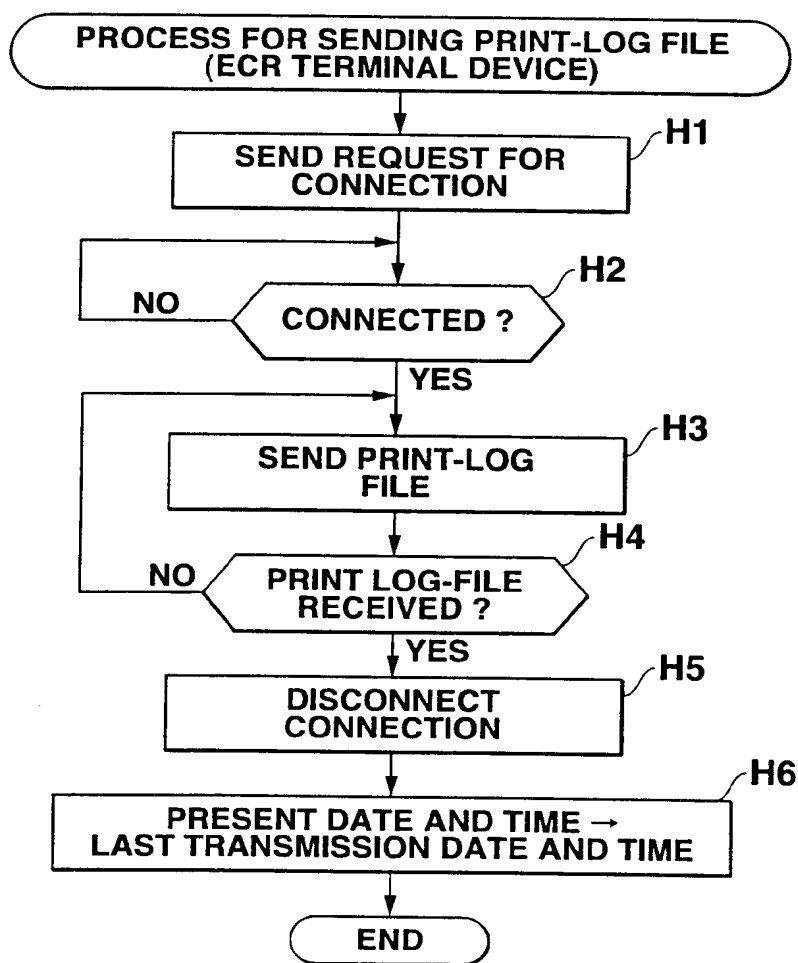 PROCESS FOR SENDING PRINT-LOG FILE
(ECR TERMINAL DEVICE)
H1
SEND REQUEST FOR
CONNECTION
H2
NO
CONNECTED ?
YES
H3
SEND PRINT-LOG
FILE
H4
NO
PRINT LOG-FILE
RECEIVED ?
YES
H5
DISCONNECT
CONNECTION
H6
PRESENT DATE AND TIME →
LAST TRANSMISSION DATE AND TIME
END